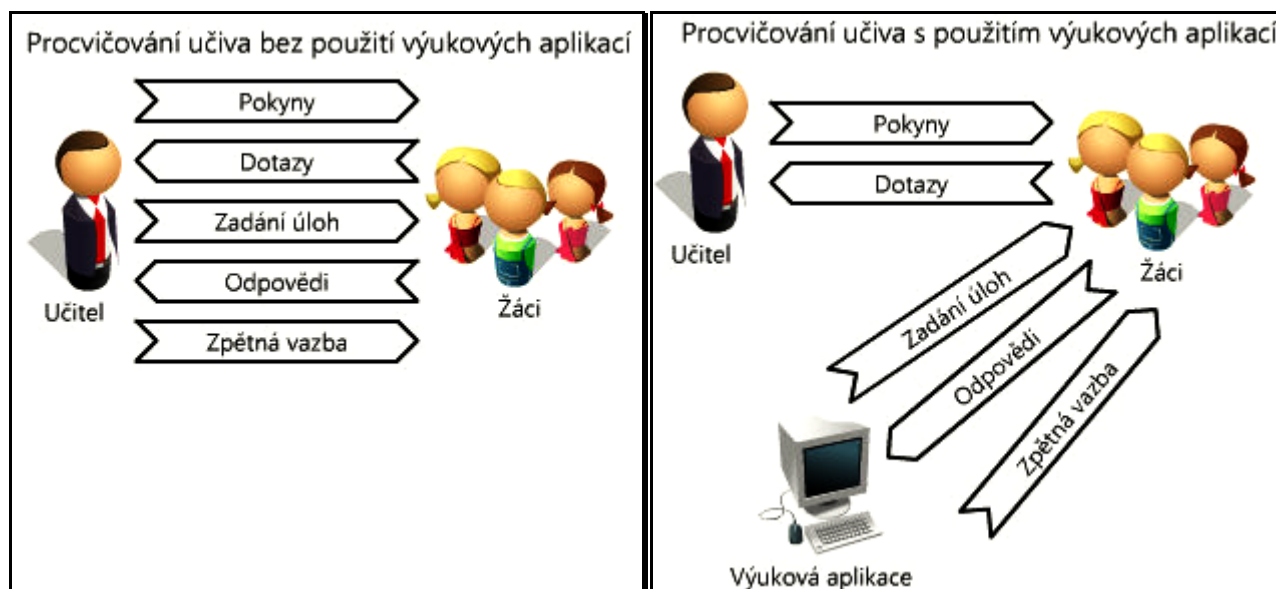 Procvičování učiva bez použití výukových aplikací
Pokyny
Dotazy
Zadání úloh
Odpovědi
Zpětná vazba
Učitel
Žáci
Procvičování učiva s použitím výukových aplikací
Pokyny
Dotazy
Učitel
Žáci
Zadání úloh
Odpovědi
Zpětná vazba
Výuková aplikace